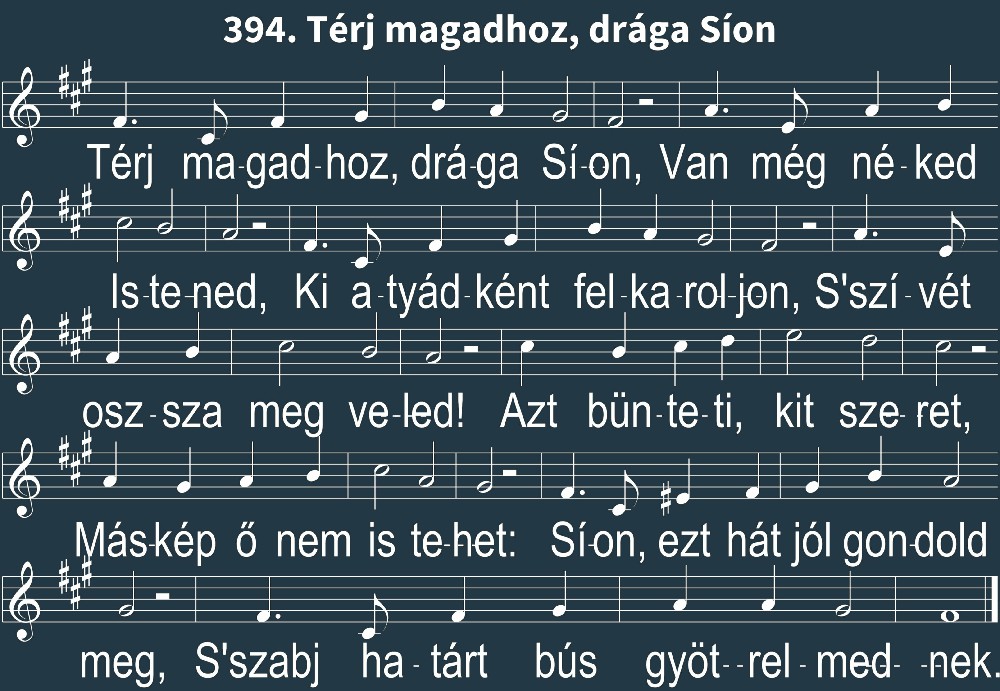 394. Térj magadhoz, drága Síon
Térj ma-gad-hoz, drá-ga Sí-on, Van még né-ked
Is-te-ned, Ki a-tyád-ként fel-ka-rol-jon, S'szí-vét
osz-sza meg ve-led! Azt bün-te-ti, kit sze-ret,
Más-kép ő nem is te-het: Sí-on, ezt hát jól gon-dold
meg, S'szabj ha-tárt bús gyöt--rel-med--nek.